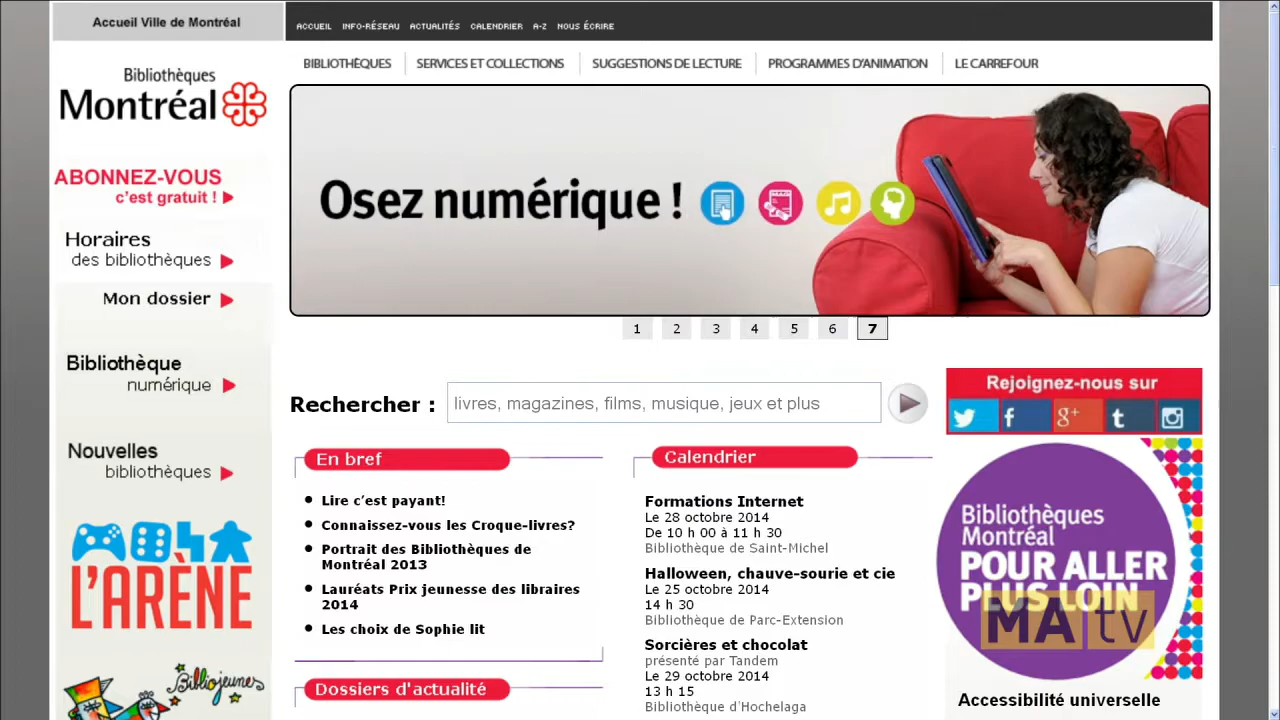 Accueil Ville de Montréal
ACCUEIL INFO-RÉSEAU ACTUALITÉS CALENDRIER A-Z NOUS ÉCRIRE
BIBLIOTHÈQUES SERVICES ET COLLECTIONS SUGGESTIONS DE LECTURE PROGRAMMES D'ANIMATION LE CARREFOUR
Bibliothèques
Montréal
ABONNEZ-VOUS
c'est gratuit !
Horaires
des bibliothèques
Mon dossier
Bibliothèque
numérique
Nouvelles
bibliothèques
L'ARÈNE
Bibliojeunes
Osez numérique !
1 2 3 4 5 6 7
Rechercher : livres, magazines, films, musique, jeux et plus
En bref
Lire c'est payant!
Connaissez-vous les Croque-livres?
Portrait des Bibliothèques de
Montréal 2013
Lauréats Prix jeunesse des libraires
2014
Les choix de Sophie lit
Dossiers d'actualité
Calendrier
Formations Internet
Le 28 octobre 2014
De 10 h 00 à 11 h 30
Bibliothèque de Saint-Michel
Halloween, chauve-sourie et cie
Le 25 octobre 2014
14 h 30
Bibliothèque de Parc-Extension
Sorcières et chocolat
présenté par Tandem
Le 29 octobre 2014
13 h 15
Bibliothèque d'Hochelaga
Rejoignez-nous sur
f g+ t
Bibliothèques
Montréal
POUR ALLER
PLUS LOIN
MAtv
Accessibilité universelle